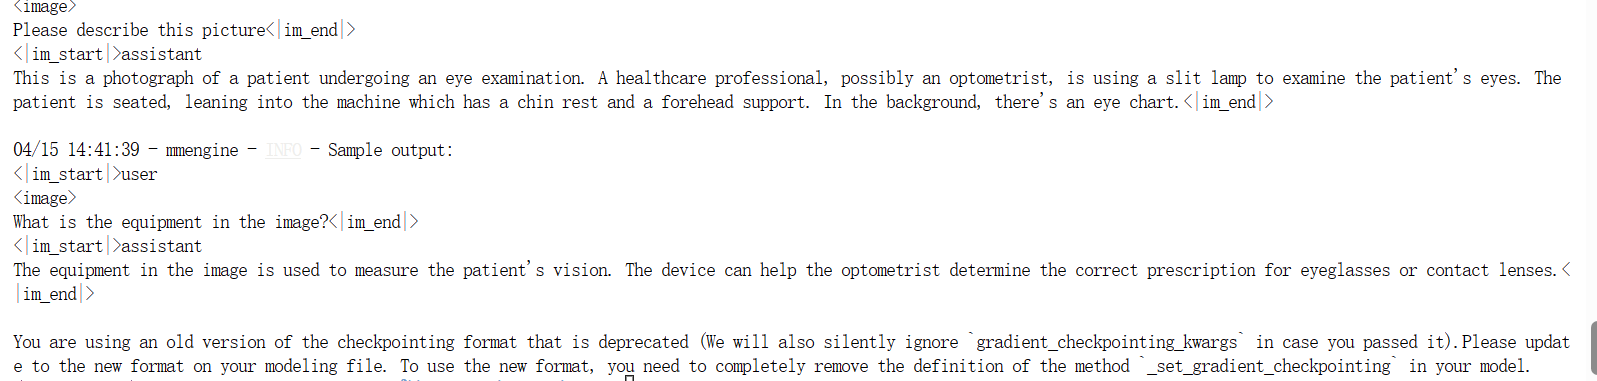 <image>
Please describe this picture<|im_end|>
<|im_start|>assistant
This is a photograph of a patient undergoing an eye examination. A healthcare professional, possibly an optometrist, is using a slit lamp to examine the patient's eyes. The
patient is seated, leaning into the machine which has a chin rest and a forehead support. In the background, there's an eye chart.<|im_end|>
04/15 14:41:39 - mmengine - INFO - Sample output:
<|im_start|>user
<image>
What is the equipment in the image?<|im_end|>
<|im_start|>assistant
The equipment in the image is used to measure the patient's vision. The device can help the optometrist determine the correct prescription for eyeglasses or contact lenses.<
|im_end|>
You are using an old version of the checkpointing format that is deprecated (We will also silently ignore `gradient_checkpointing_kwargs` in case you passed it).Please updat
e to the new format on your modeling file. To use the new format, you need to completely remove the definition of the method `_set_gradient_checkpointing` in your model.